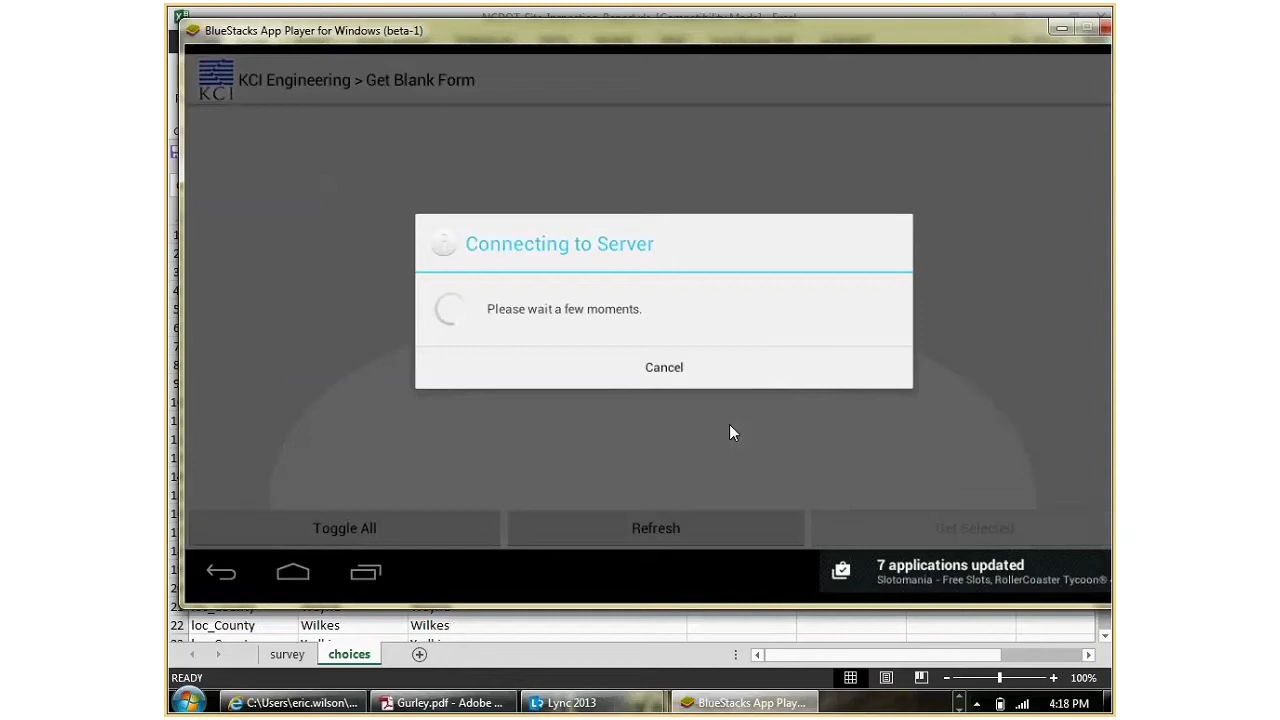 BlueStacks App Player for Windows (beta-1)
KCI
KCI Engineering > Get Blank Form
Connecting to Server
Please wait a few moments.
Cancel
Toggle All
Refresh
Get Selected
7 applications updated
Slotomania - Free Slots, RollerCoaster Tycoon®
22 loc_County Wilkes Wilkes
survey
choices
READY
100%
C:\Users\eric.wilson\...
Gurley.pdf - Adobe ...
Lync 2013
BlueStacks App Play...
4:18 PM